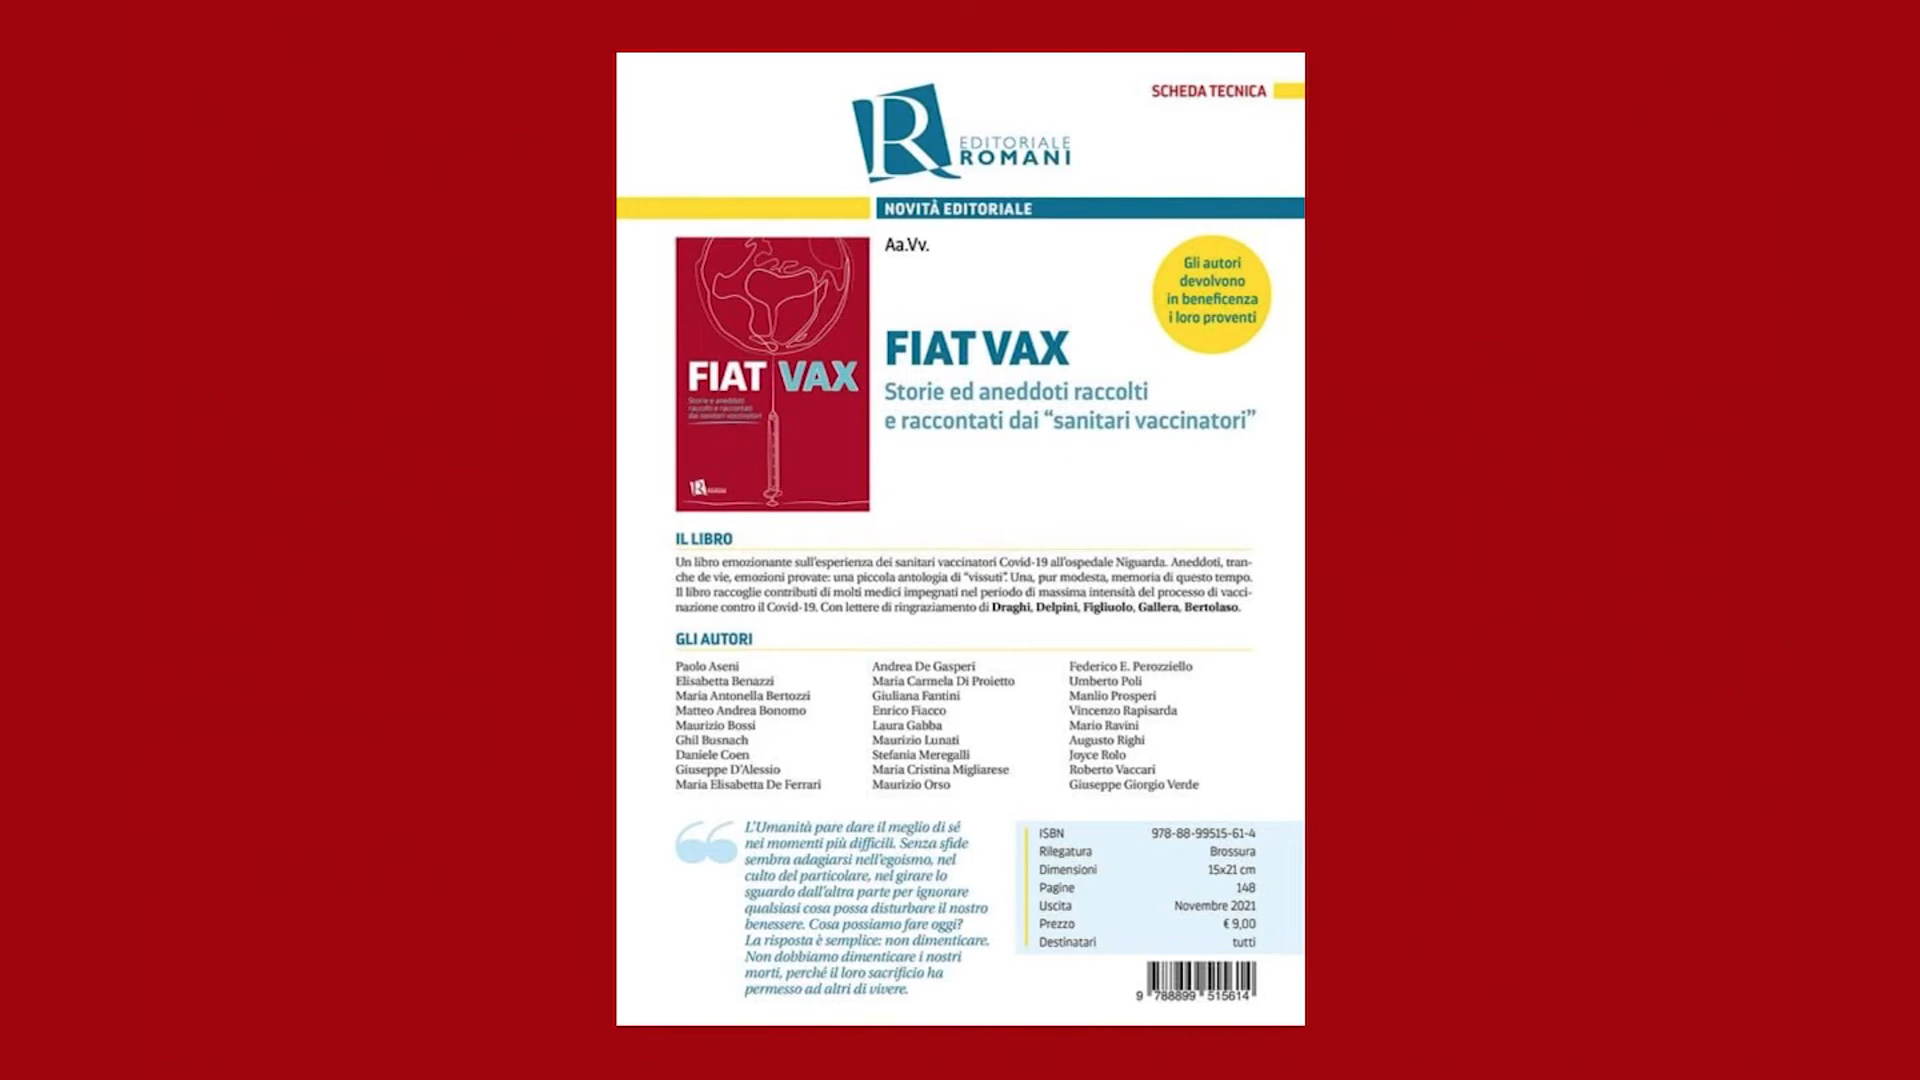 SCHEDA TECNICA
R EDITORIALE
ROMANI
NOVITÀ EDITORIALE
Aa.Vv.
Gli autori
devolvono
in beneficenza
i loro proventi
FIAT VAX
Storie e aneddoti
raccolti e raccontati
dai sanitari vaccinatori
FIAT VAX
Storie ed aneddoti raccolti
e raccontati dai “sanitari vaccinatori”
IL LIBRO
Un libro emozionante sull'esperienza dei sanitari vaccinatori Covid-19 all'ospedale Niguarda. Aneddoti, tran-
che de vie, emozioni provate: una piccola antologia di “vissuti”. Una, pur modesta, memoria di questo tempo.
Il libro raccoglie contributi di molti medici impegnati nel periodo di massima intensità del processo di vacci-
nazione contro il Covid-19. Con lettere di ringraziamento di Draghi, Delpini, Figliuolo, Gallera, Bertolaso.
GLI AUTORI
Paolo Aseni
Elisabetta Benazzi
Maria Antonella Bertozzi
Matteo Andrea Bonomo
Maurizio Bossi
Ghil Busnach
Daniele Coen
Giuseppe D'Alessio
Maria Elisabetta De Ferrari
Andrea De Gasperi
Maria Carmela Di Proietto
Giuliana Fantini
Enrico Fiacco
Laura Gabba
Maurizio Lunati
Stefania Meregalli
Maria Cristina Migliarese
Maurizio Orso
Federico E. Perozziello
Umberto Poli
Manlio Prosperi
Vincenzo Rapisarda
Mario Ravini
Augusto Righi
Joyce Rolo
Roberto Vaccari
Giuseppe Giorgio Verde
L'Umanità pare dare il meglio di sé
nei momenti più difficili. Senza sfide
sembra adagiarsi nell'egoismo, nel
culto del particolare, nel girare lo
sguardo dall'altra parte per ignorare
qualsiasi cosa possa disturbare il nostro
benessere. Cosa possiamo fare oggi?
La risposta è semplice: non dimenticare.
Non dobbiamo dimenticare i nostri
morti, perché il loro sacrificio ha
permesso ad altri di vivere.
ISBN 978-88-99515-61-4
Rilegatura Brossura
Dimensioni 15x21 cm
Pagine 148
Uscita Novembre 2021
Prezzo € 9,00
Destinatari tutti
9 788899 515614